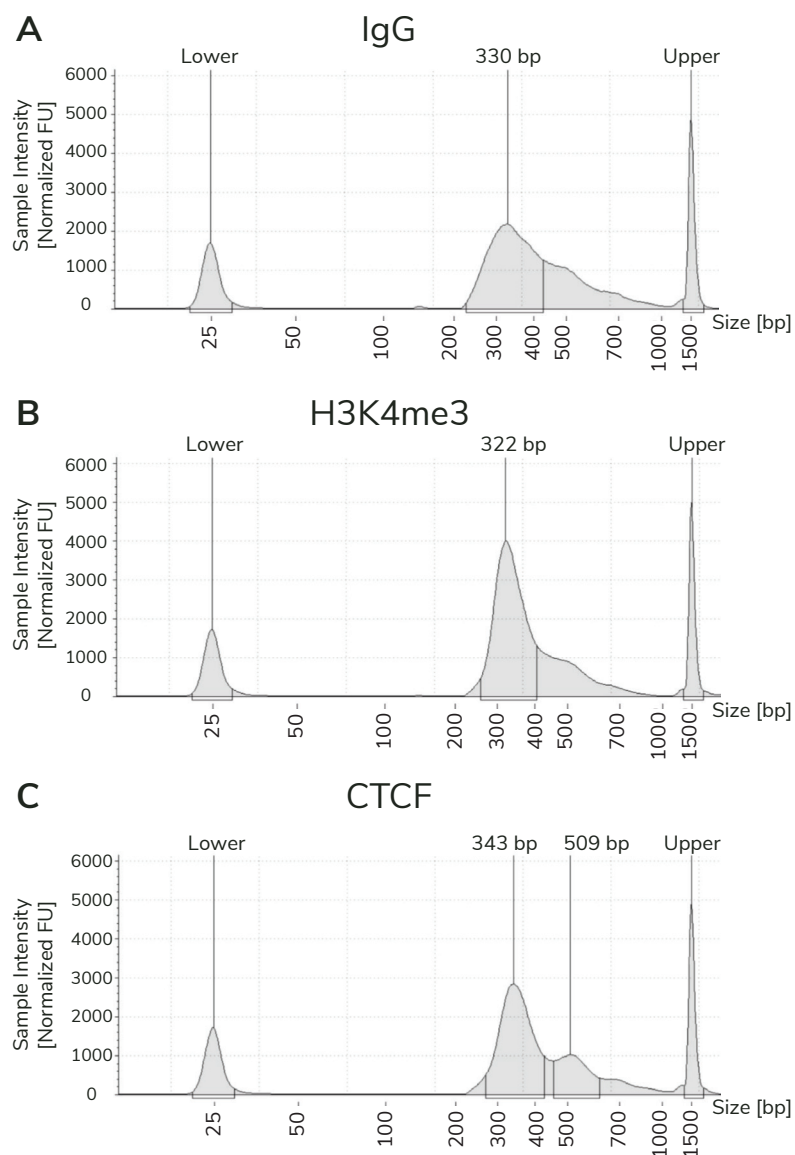 A
IgG
Lower 330 bp Upper
Sample Intensity
[Normalized FU]
6000
5000
4000
3000
2000
1000
0
25 50 100 200 300 400 500 700 1000 1500 Size [bp]
B
H3K4me3
Lower 322 bp Upper
Sample Intensity
[Normalized FU]
6000
5000
4000
3000
2000
1000
0
25 50 100 200 300 400 500 700 1000 1500 Size [bp]
C
CTCF
Lower 343 bp 509 bp Upper
Sample Intensity
[Normalized FU]
6000
5000
4000
3000
2000
1000
0
25 50 100 200 300 400 500 700 1000 1500 Size [bp]